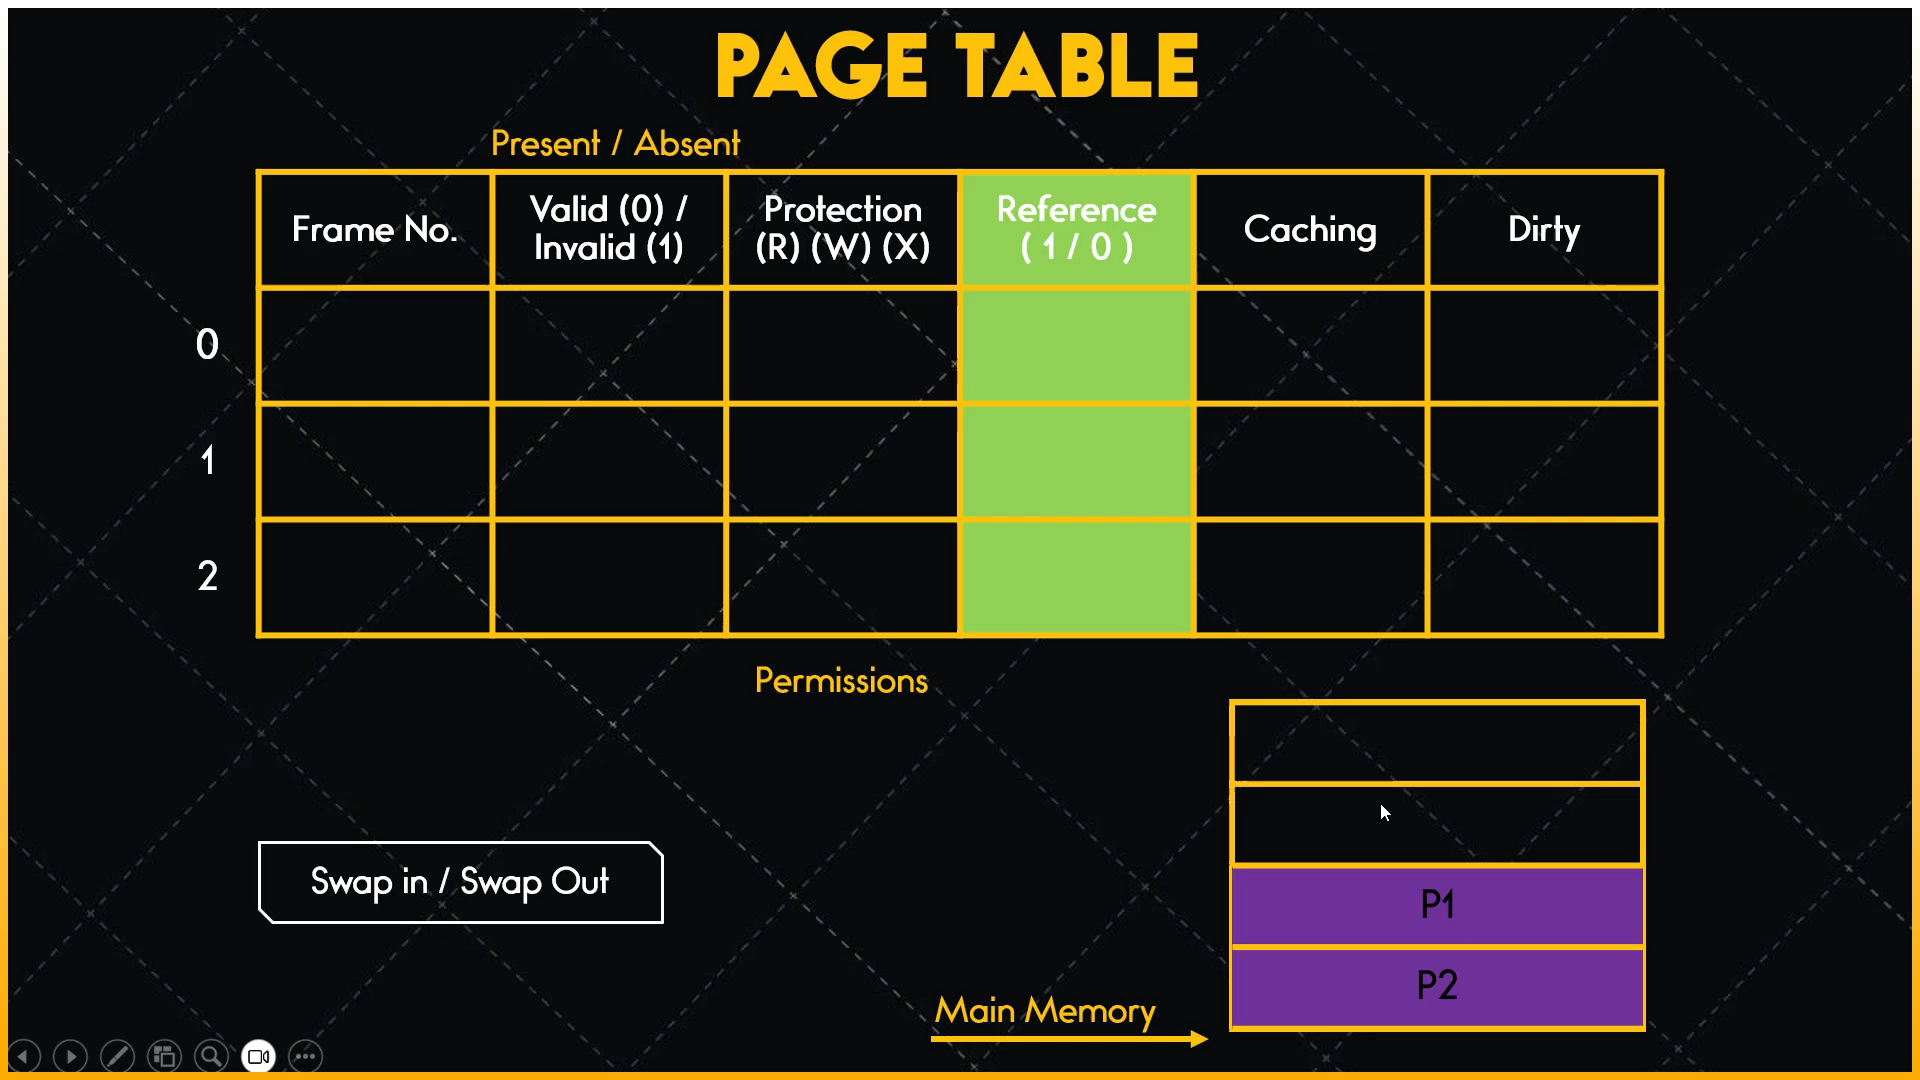 PAGE TABLE
Present / Absent
Frame No.
Valid (0) /
Invalid (1)
Protection
(R) (W) (X)
Reference
( 1 / 0 )
Caching
Dirty
0
1
2
Permissions
Swap in / Swap Out
P1
P2
Main Memory